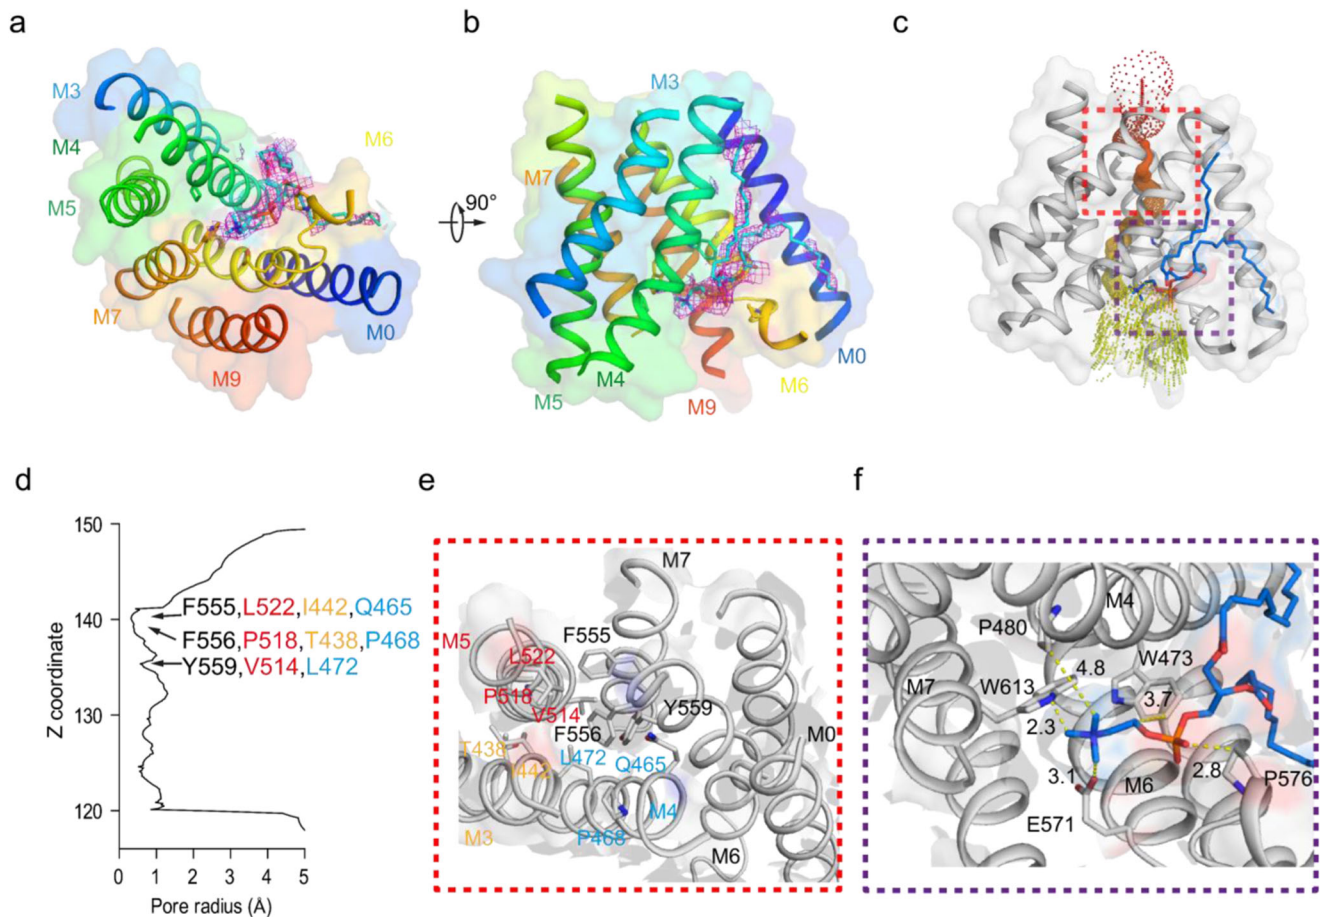 a
M3
M4
M5
M6
M7
M9
M0
90°
b
M3
M7
M4
M5
M9
M6
M0
c
d
150
140
130
120
Z coordinate
F555,L522,I442,Q465
F556,P518,T438,P468
Y559,V514,L472
0 1 2 3 4 5
Pore radius (Å)
e
M7
M5
F555
L522
P518
V514
Y559
F556
M0
T438
I442
L472
Q465
M3
P468
M4
M6
f
M4
P480
4.8
W473
M7
W613
3.7
2.3
3.1
M6
2.8
P576
E571